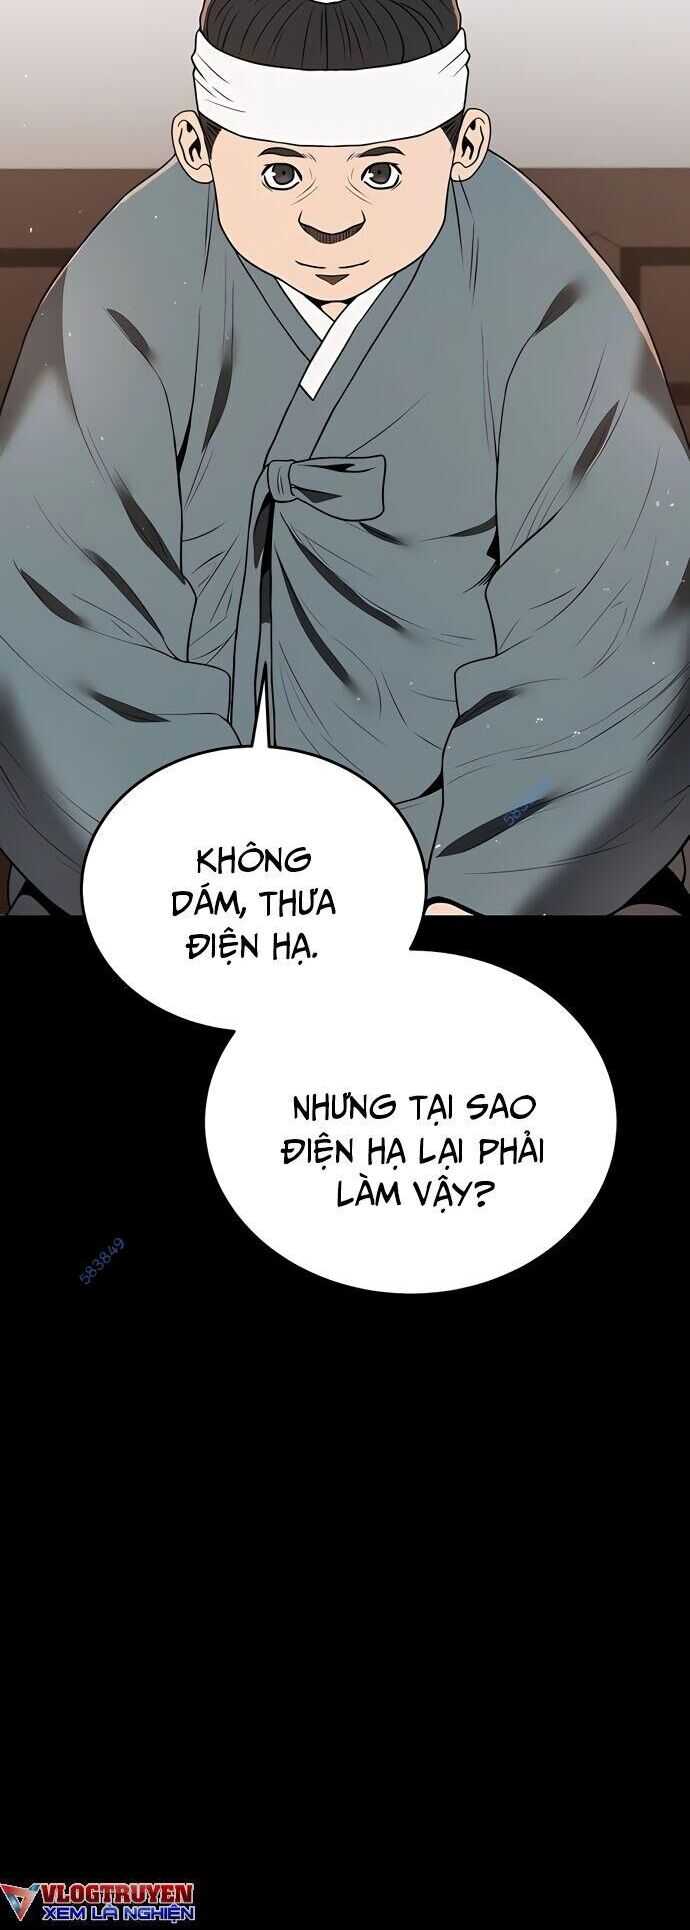 583849
KHÔNG
DÁM, THƯA
ĐIỆN HẠ.
NHƯNG TẠI SAO
ĐIỆN HẠ LẠI PHẢI
LÀM VẬY?
583849
VLOGTRUYEN
XEM LÀ NGHIỆN